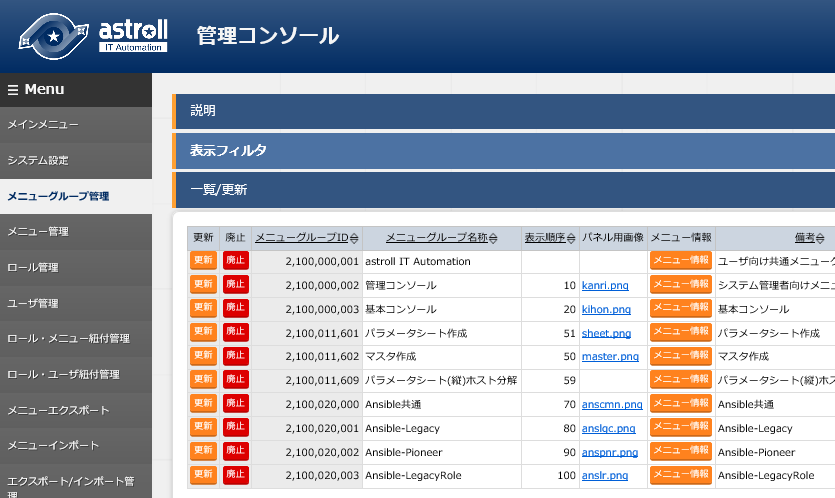 astroll
IT Automation
管理コンソール
Menu
メインメニュー
システム設定
メニューグループ管理
メニュー管理
ロール管理
ユーザ管理
ロール・メニュー紐付管理
ロール・ユーザ紐付管理
メニューエクスポート
メニューインポート
エクスポート/インポート管
理
説明
表示フィルタ
一覧/更新
更新 廃止 メニューグループID メニューグループ名称 表示順序 パネル用画像 メニュー情報 備考
更新 廃止 2,100,000,001 astroll IT Automation メニュー情報 ユーザ向け共通メニューグ
更新 廃止 2,100,000,002 管理コンソール 10 kanri.png メニュー情報 システム管理者向けメニュ
更新 廃止 2,100,000,003 基本コンソール 20 kihon.png メニュー情報 基本コンソール
更新 廃止 2,100,011,601 パラメータシート作成 51 sheet.png メニュー情報 パラメータシート作成
更新 廃止 2,100,011,602 マスタ作成 50 master.png メニュー情報 マスタ作成
更新 廃止 2,100,011,609 パラメータシート(縦)ホスト分解 59 メニュー情報 パラメータシート(縦)ホス
更新 廃止 2,100,020,000 Ansible共通 70 anscmn.png メニュー情報 Ansible共通
更新 廃止 2,100,020,001 Ansible-Legacy 80 anslgc.png メニュー情報 Ansible-Legacy
更新 廃止 2,100,020,002 Ansible-Pioneer 90 anspnr.png メニュー情報 Ansible-Pioneer
更新 廃止 2,100,020,003 Ansible-LegacyRole 100 anslr.png メニュー情報 Ansible-LegacyRole